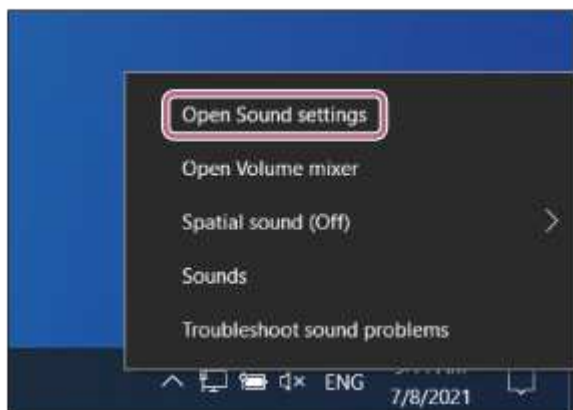 Open Sound settings
Open Volume mixer
Spatial sound (Off)
Sounds
Troubleshoot sound problems
ENG
7/8/2021